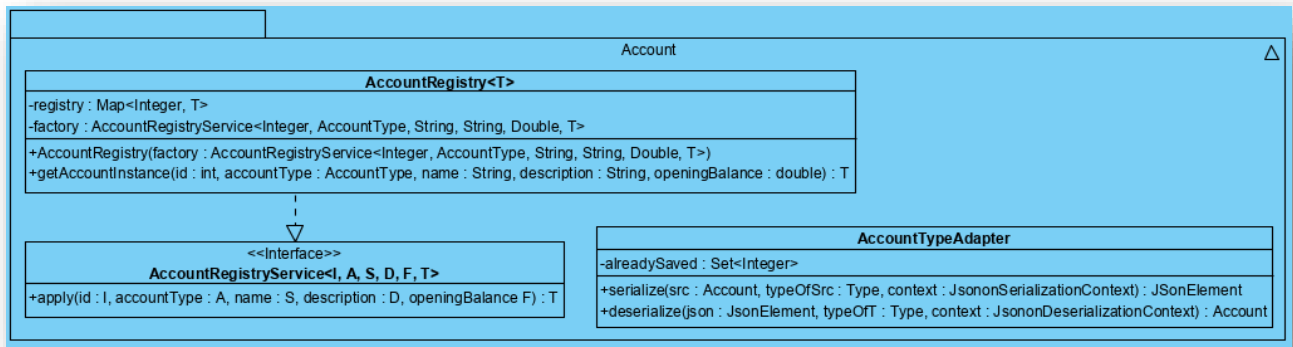 Account
AccountRegistry<T>
-registry : Map<Integer, T>
-factory : AccountRegistryService<Integer, AccountType, String, String, Double, T>
+AccountRegistry(factory : AccountRegistryService<Integer, AccountType, String, String, Double, T>)
+getAccountInstance(id : int, accountType : AccountType, name : String, description : String, openingBalance : double) : T
<<Interface>>
AccountRegistryService<I, A, S, D, F, T>
+apply(id : I, accountType : A, name : S, description : D, openingBalance F) : T
AccountTypeAdapter
-alreadySaved : Set<Integer>
+serialize(src : Account, typeOfSrc : Type, context : JsononSerializationContext) : JSonElement
+deserialize(json : JsonElement, typeOfT : Type, context : JsononDeserializationContext) : Account